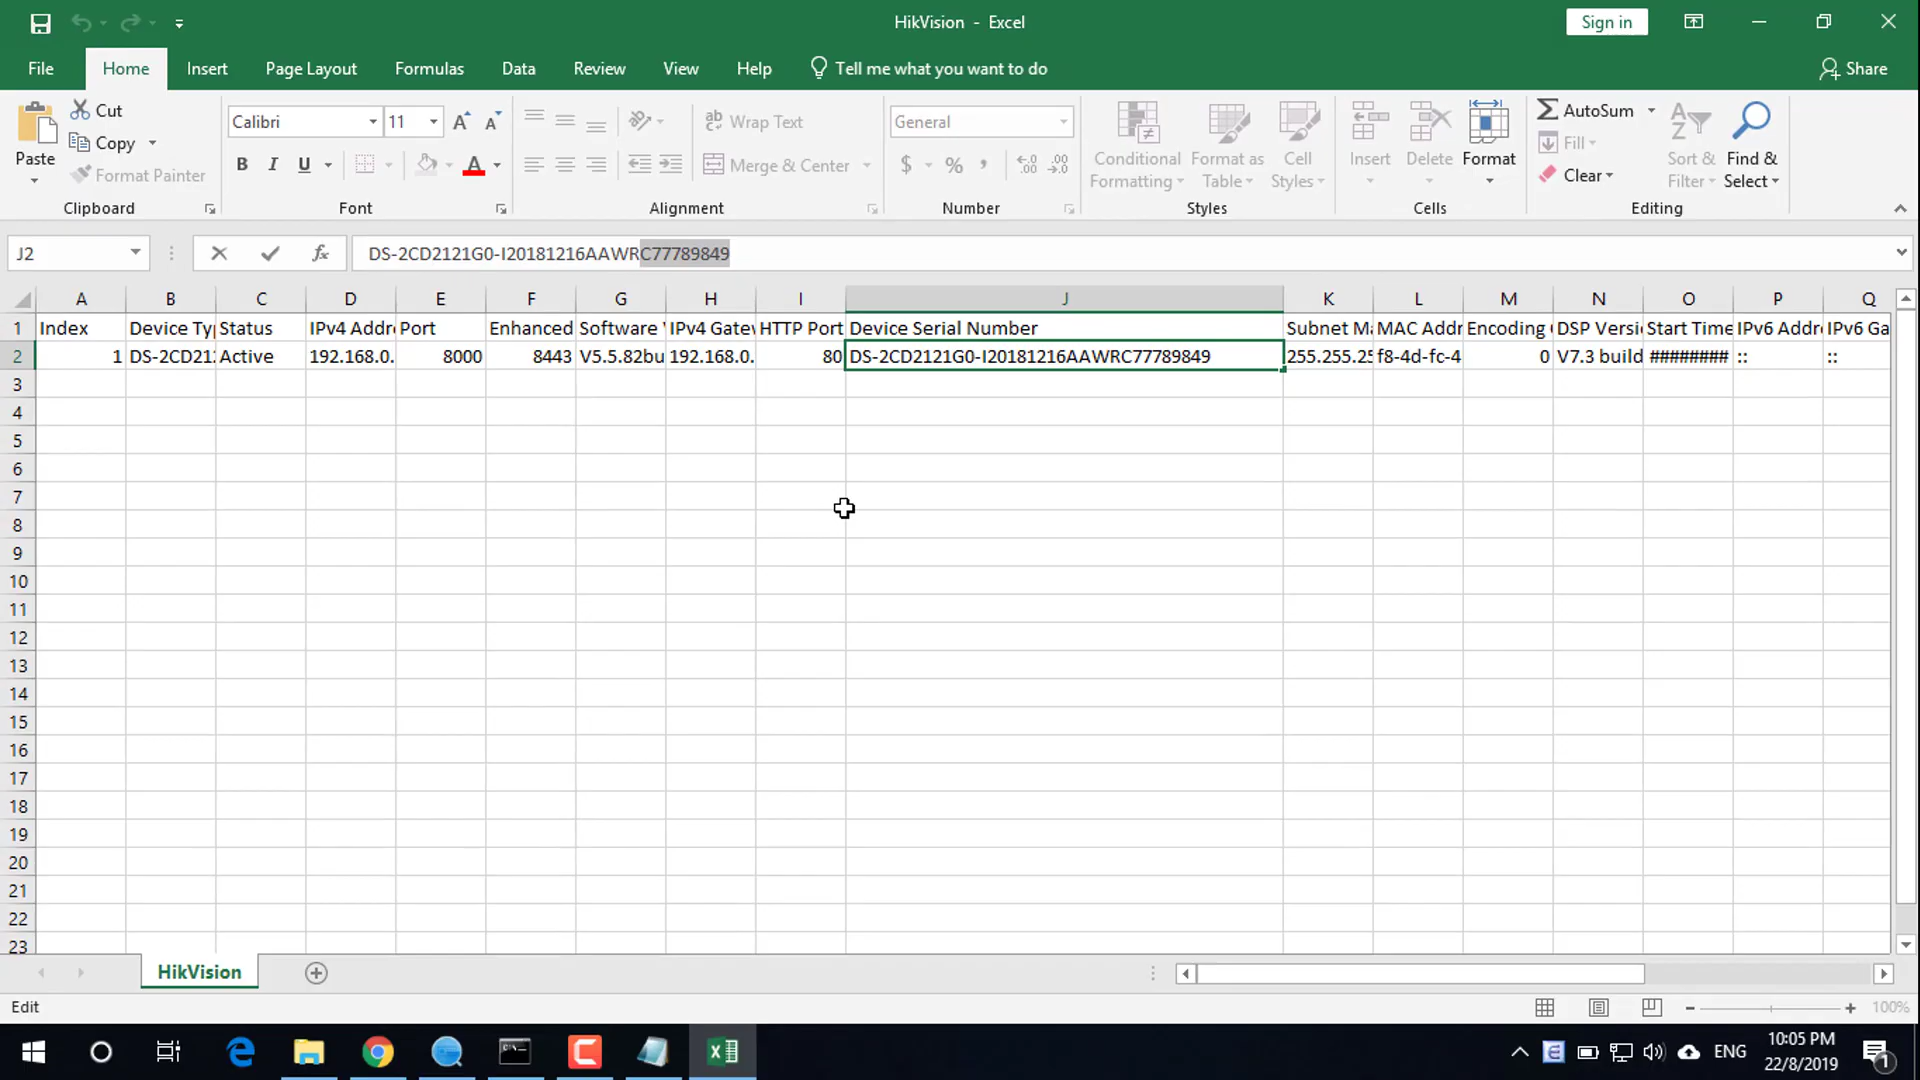 HikVision - Excel
Sign in
File Home Insert Page Layout Formulas Data Review View Help Tell me what you want to do
Share
Paste
Cut
Copy
Format Painter
Clipboard
Calibri 11
B I U
Font
Wrap Text
Merge & Center
Alignment
General
$ % ,
Number
Conditional Formatting
Format as Table
Cell Styles
Styles
Insert Delete Format
Cells
AutoSum
Fill
Clear
Sort & Filter
Find & Select
Editing
J2 fx DS-2CD2121G0-I20181216AAWRC77789849
A B C D E F G H I J K L M N O P Q
1 Index Device Ty Status IPv4 Addr Port Enhanced Software IPv4 Gate HTTP Port Device Serial Number Subnet Ma MAC Addr Encoding DSP Versi Start Time IPv6 Addr IPv6 Ga
2 1 DS-2CD21 Active 192.168.0. 8000 8443 V5.5.82bu 192.168.0. 80 DS-2CD2121G0-I20181216AAWRC77789849 255.255.25 f8-4d-fc-4 0 V7.3 build ######## :: ::
3
4
5
6
7
8
9
10
11
12
13
14
15
16
17
18
19
20
21
22
23
HikVision
Edit
100%
ENG
10:05 PM
22/8/2019
1